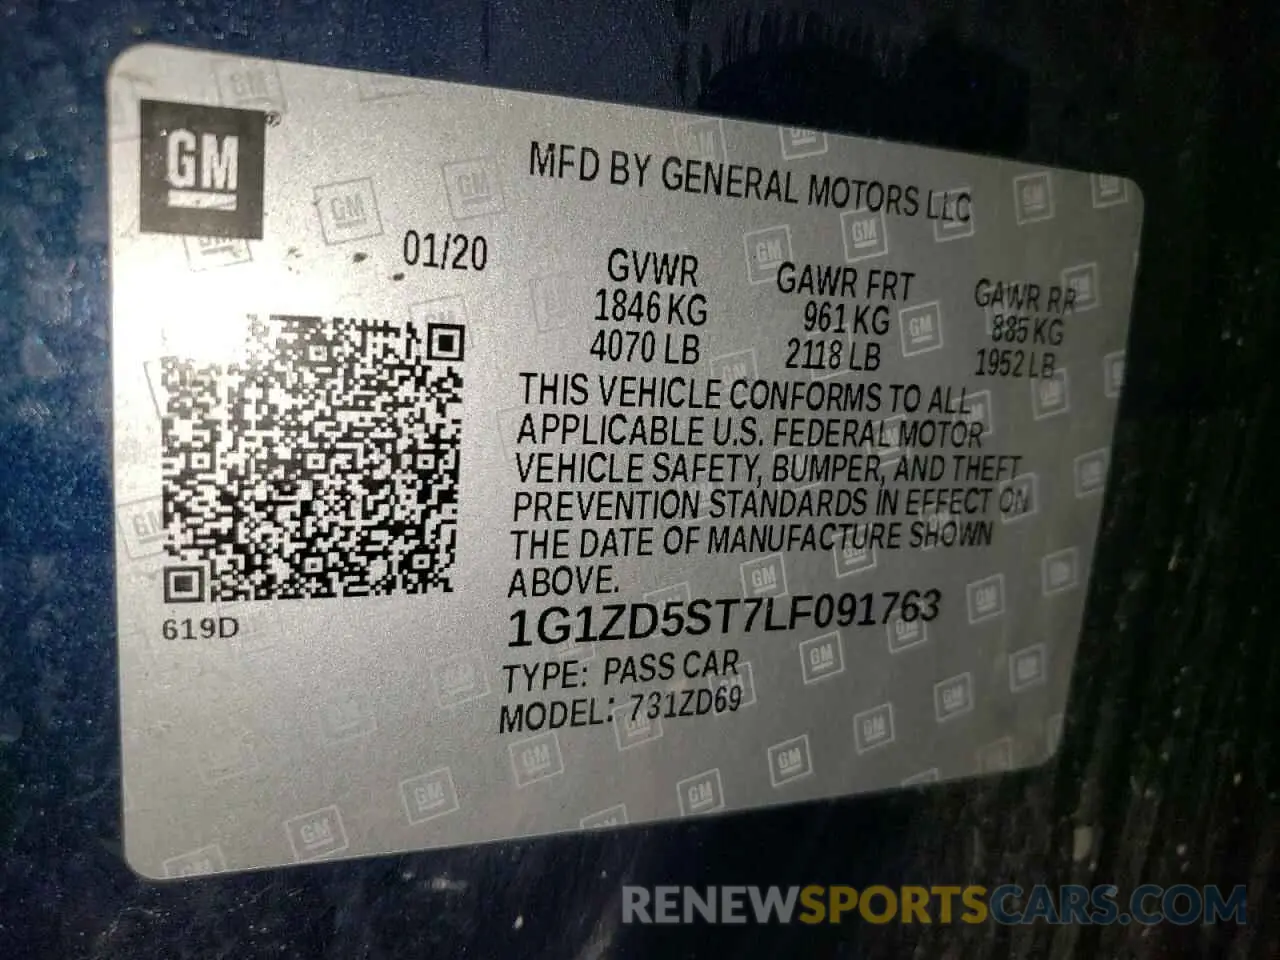 GM
MFD BY GENERAL MOTORS LLC
01/20
GVWR GAWR FRT GAWR RR
1846 KG 961 KG 885 KG
4070 LB 2118 LB 1952 LB
THIS VEHICLE CONFORMS TO ALL
APPLICABLE U.S. FEDERAL MOTOR
VEHICLE SAFETY, BUMPER, AND THEFT
PREVENTION STANDARDS IN EFFECT ON
THE DATE OF MANUFACTURE SHOWN
ABOVE.
619D
1G1ZD5ST7LF091763
TYPE: PASS CAR
MODEL: 731ZD69
RENEWSPORTSCARS.COM